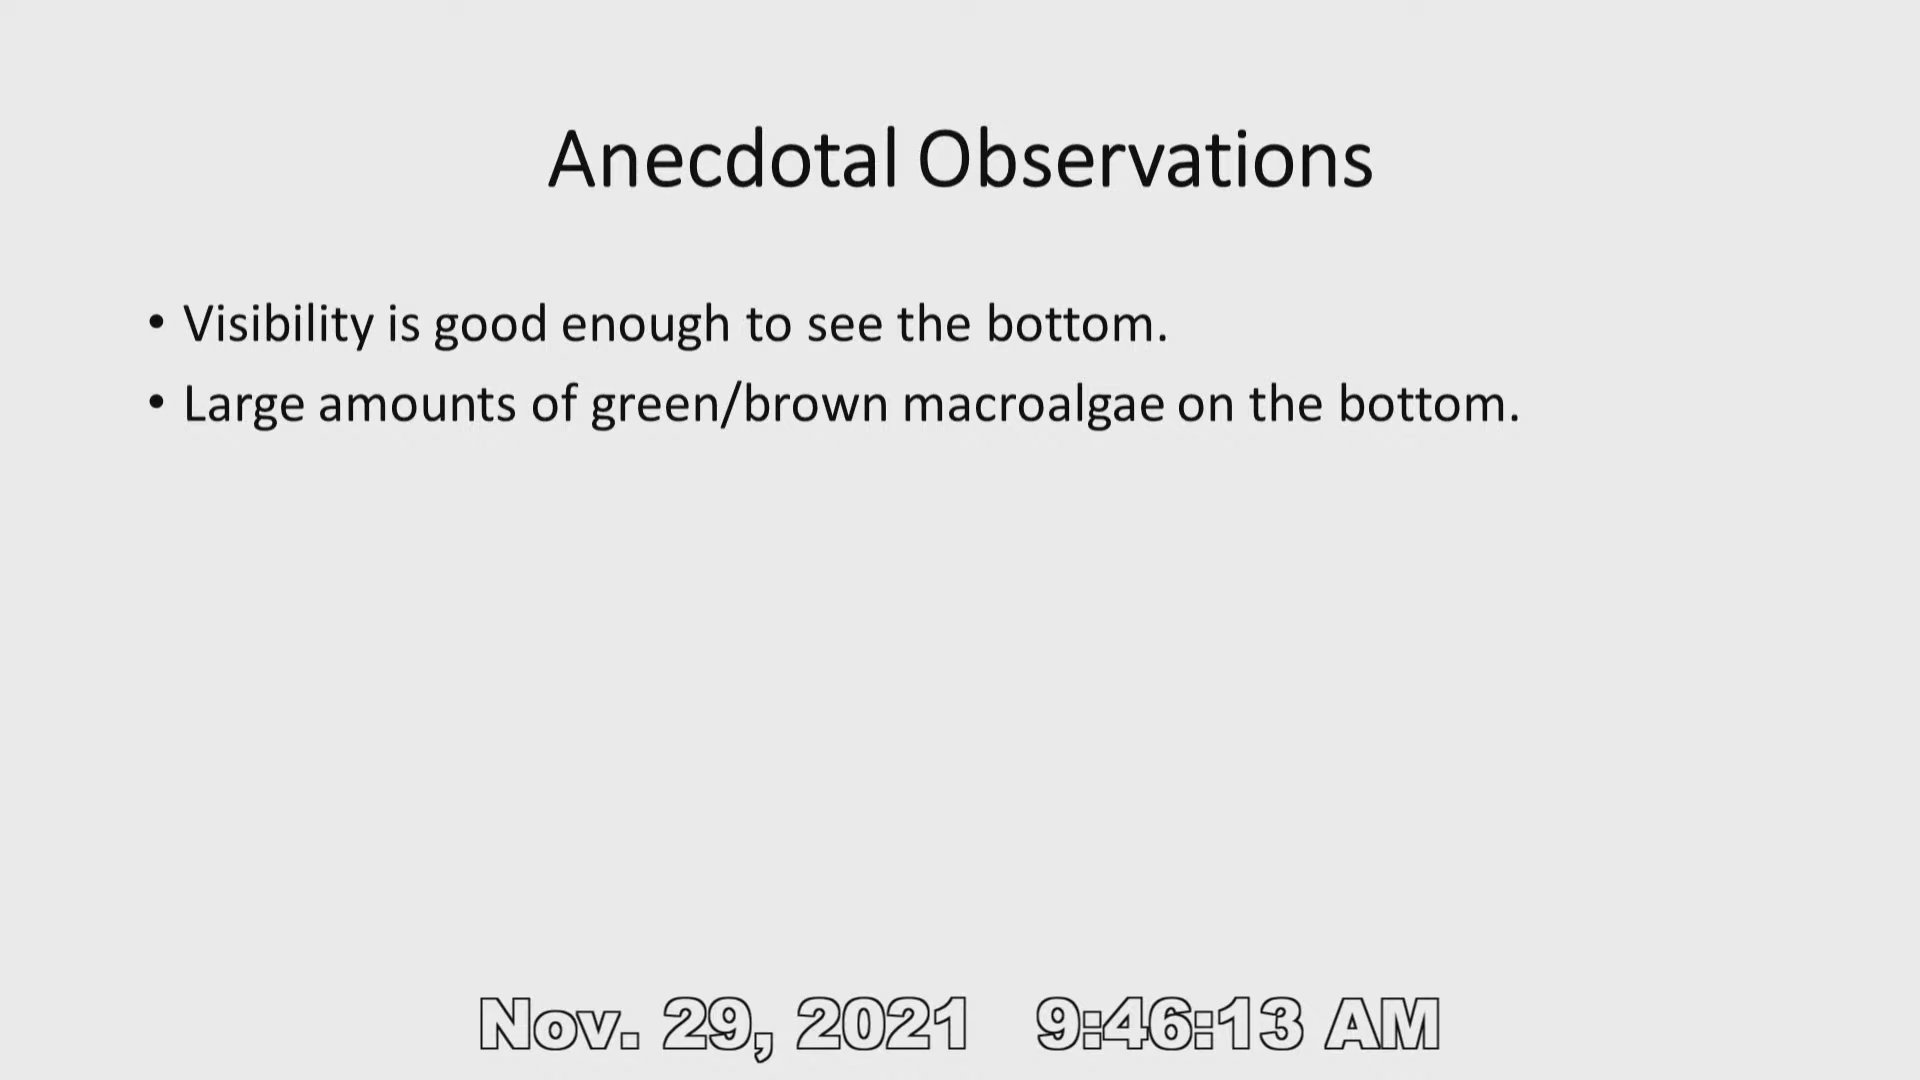 Anecdotal Observations
• Visibility is good enough to see the bottom.
• Large amounts of green/brown macroalgae on the bottom.
Nov. 29, 2021 9:46:13 AM